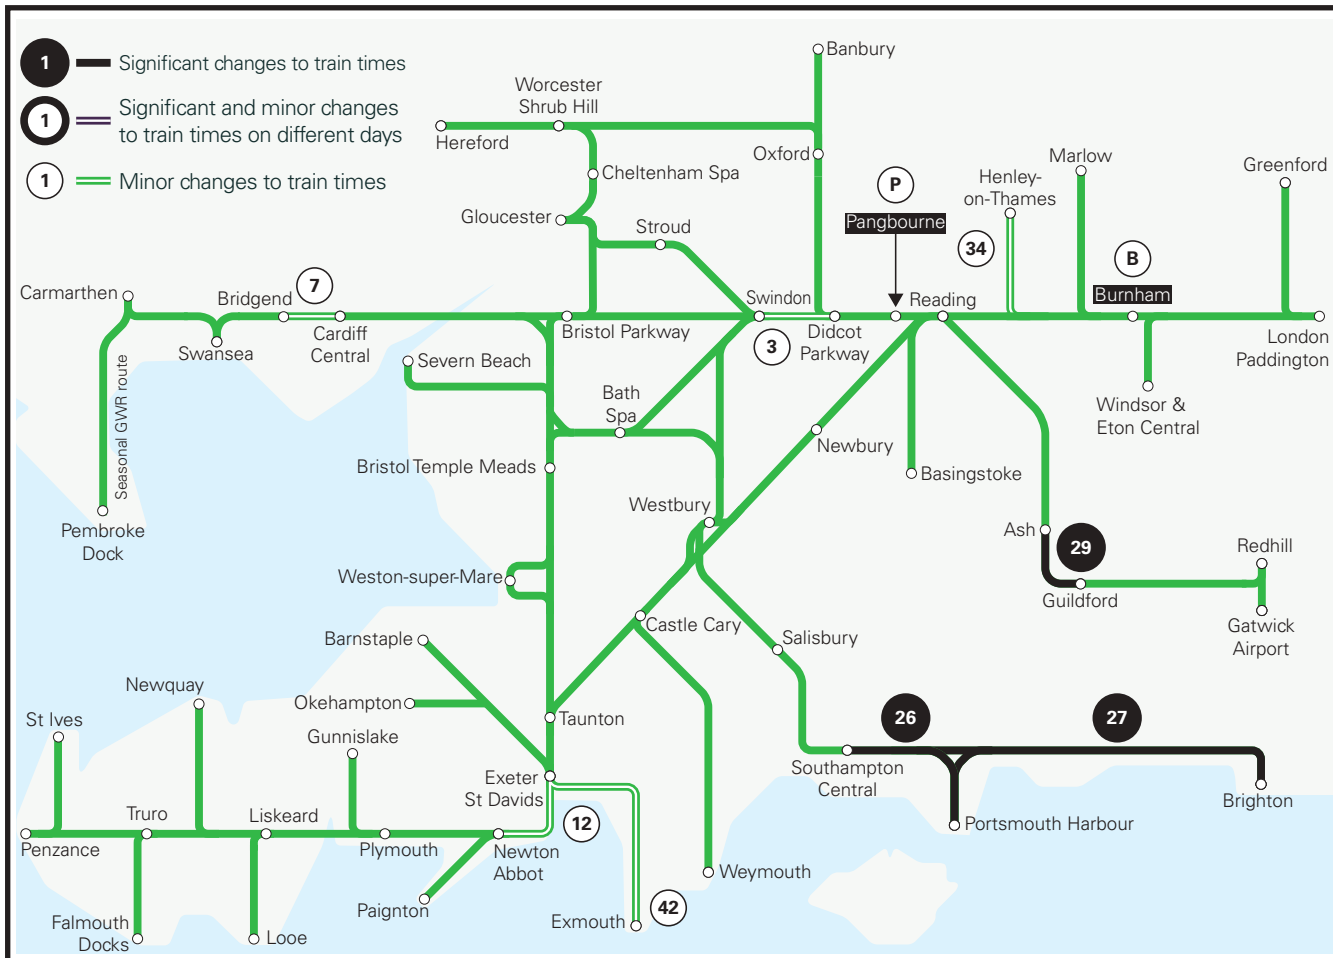 1
Significant changes to train times
1
Significant and minor changes
to train times on different days
1
Minor changes to train times
Banbury
Worcester
Shrub Hill
Hereford
Oxford
Marlow
Greenford
Cheltenham Spa
P
Henley-
on-Thames
Gloucester
Stroud
Pangbourne
34
B
Carmarthen
Bridgend
7
Swindon
Reading
Burnham
Swansea
Cardiff
Central
Bristol Parkway
3
Didcot
Parkway
London
Paddington
Severn Beach
Seasonal GWR route
Bath
Spa
Windsor &
Eton Central
Newbury
Bristol Temple Meads
Basingstoke
Westbury
Pembroke
Dock
Ash
29
Redhill
Weston-super-Mare
Guildford
Gatwick
Airport
Castle Cary
Salisbury
Barnstaple
Newquay
Okehampton
St Ives
Taunton
26
27
Gunnislake
Southampton
Central
Exeter
St Davids
Brighton
Truro
Liskeard
12
Portsmouth Harbour
Penzance
Plymouth
Newton
Abbot
Weymouth
Paignton
42
Falmouth
Docks
Looe
Exmouth